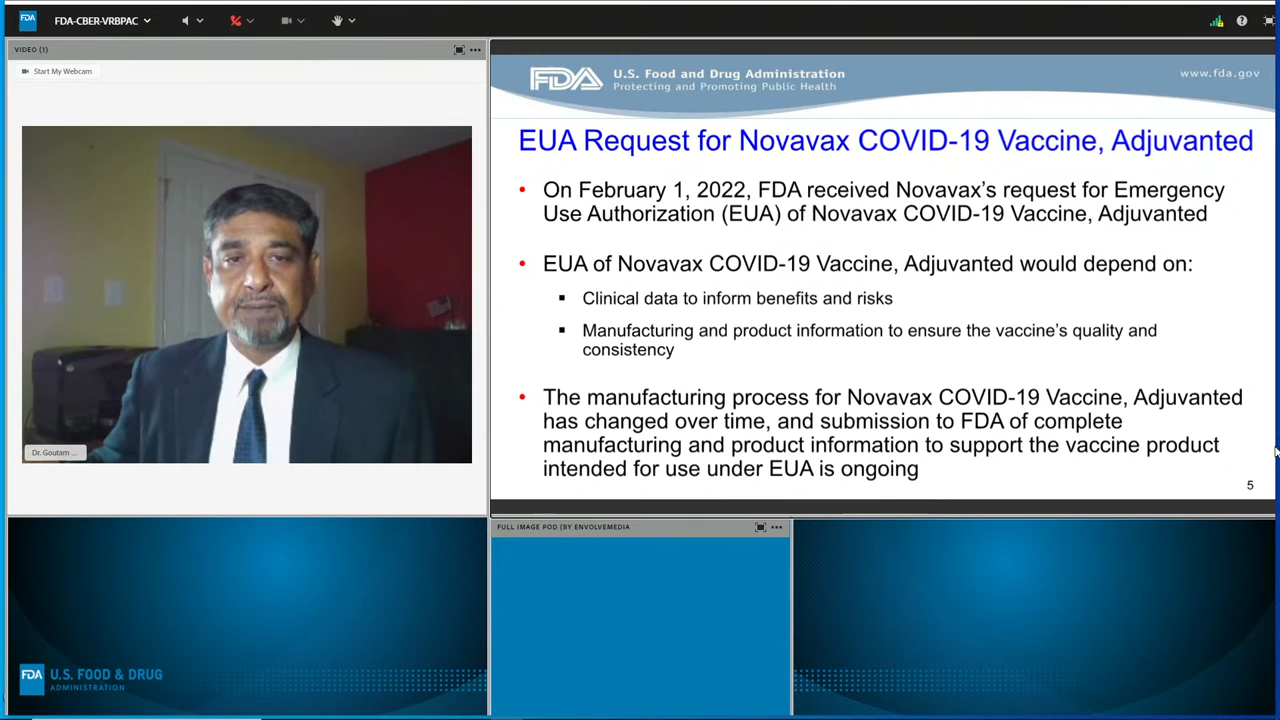 FDA
FDA-CBER-VRBPAC
VIDEO (1)
Start My Webcam
Dr. Goutam ...
FDA U.S. Food and Drug Administration
Protecting and Promoting Public Health
www.fda.gov
EUA Request for Novavax COVID-19 Vaccine, Adjuvanted
• On February 1, 2022, FDA received Novavax’s request for Emergency
Use Authorization (EUA) of Novavax COVID-19 Vaccine, Adjuvanted
• EUA of Novavax COVID-19 Vaccine, Adjuvanted would depend on:
▪ Clinical data to inform benefits and risks
▪ Manufacturing and product information to ensure the vaccine’s quality and
consistency
• The manufacturing process for Novavax COVID-19 Vaccine, Adjuvanted
has changed over time, and submission to FDA of complete
manufacturing and product information to support the vaccine product
intended for use under EUA is ongoing
5
FULL IMAGE POD (BY ENVOLVEMEDIA
FDA U.S. FOOD & DRUG
ADMINISTRATION